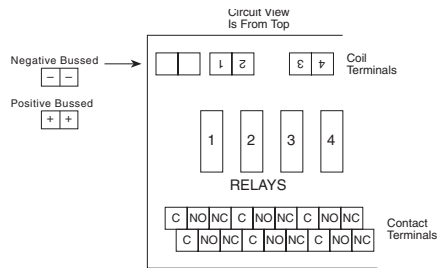 Circuit View
Is From Top
Negative Bussed
– –
Positive Bussed
+ +
1 2 3 4
Coil
Terminals
1 2 3 4
RELAYS
C NO NC C NO NC C NO NC
C NO NC C NO NC C NO NC
Contact
Terminals